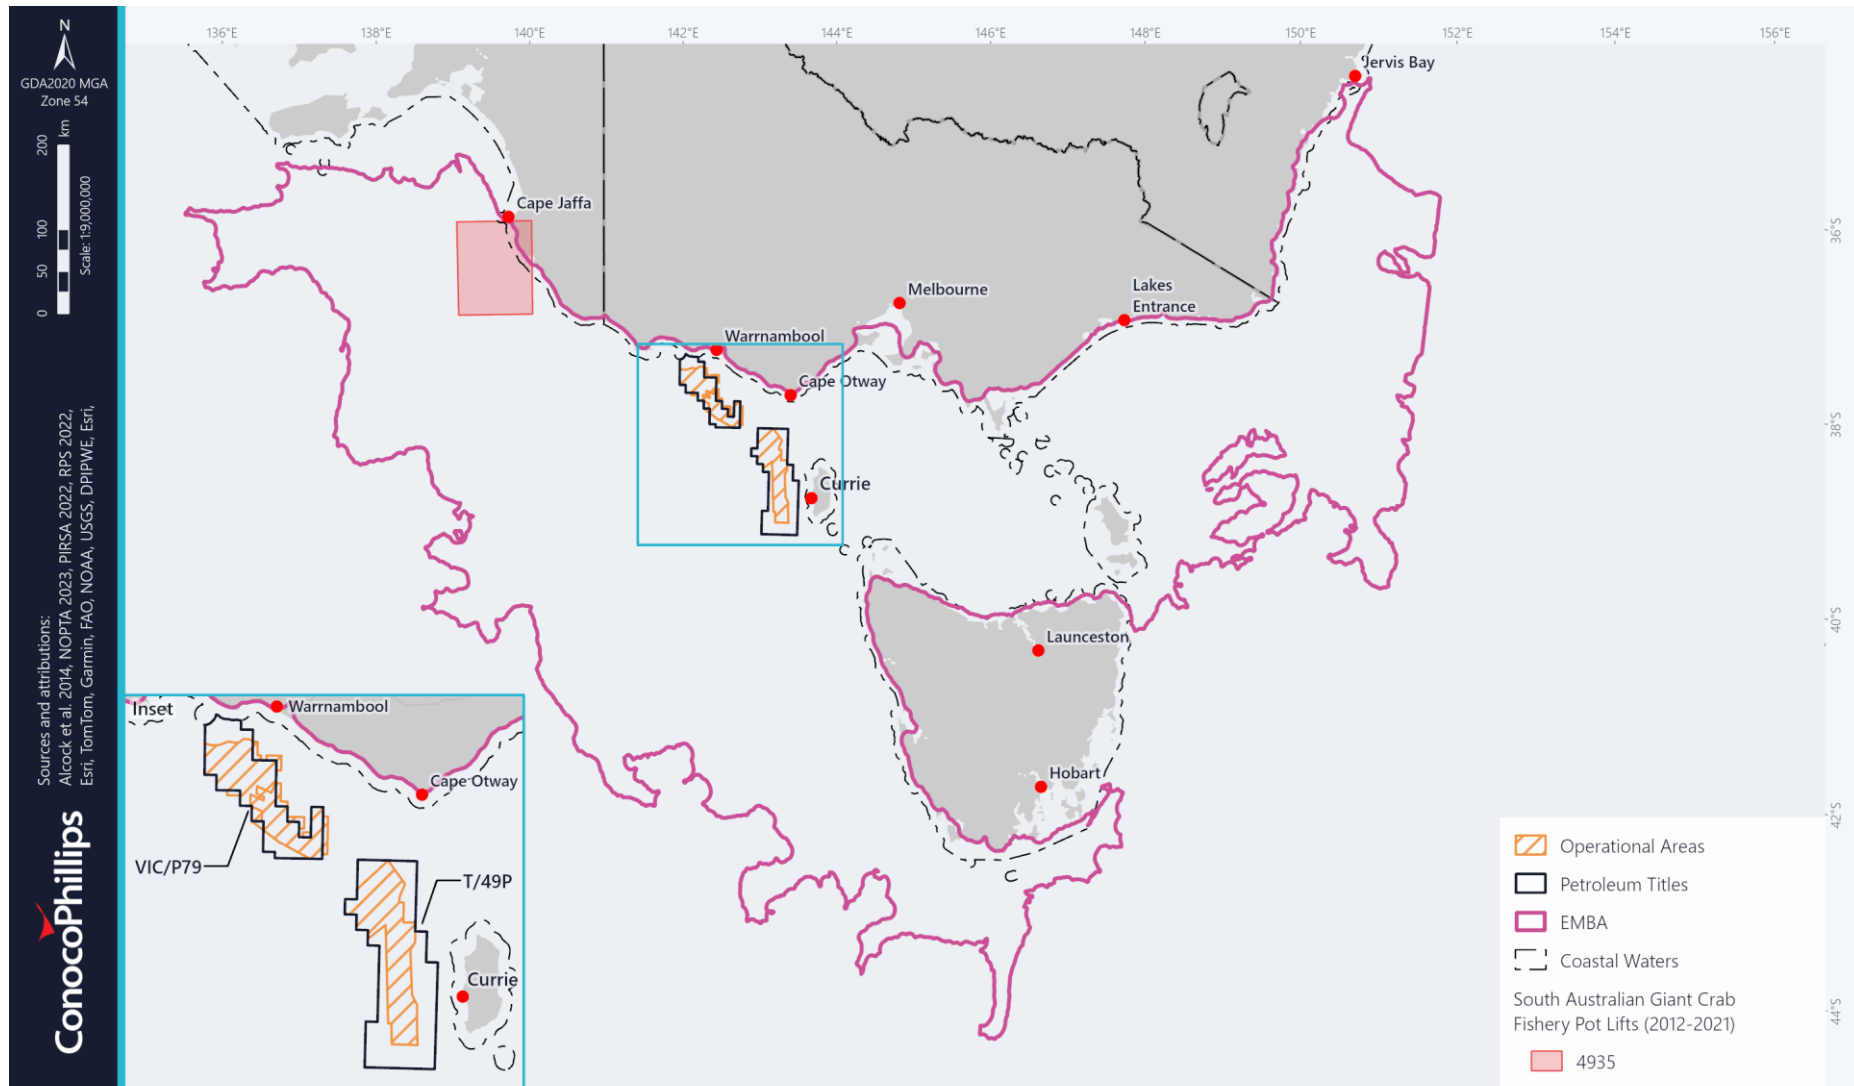 N
GDA2020 MGA
Zone 54
0 50 100 200
km
Scale: 1:9,000,000
Sources and attributions:
Alcock et al. 2014, NOPTA 2023, PIRSA 2022, RPS 2022,
Esri, TomTom, Garmin, FAO, NOAA, USGS, DPIPWE, Esri,
ConocoPhillips
136°E 138°E 140°E 142°E 144°E 146°E 148°E 150°E 152°E 154°E 156°E
36°S
38°S
40°S
42°S
44°S
Jervis Bay
Cape Jaffa
Melbourne
Lakes
Entrance
Warrnambool
Cape Otway
Currie
Launceston
Hobart
Inset
Warrnambool
Cape Otway
VIC/P79
T/49P
Currie
Operational Areas
Petroleum Titles
EMBA
Coastal Waters
South Australian Giant Crab
Fishery Pot Lifts (2012-2021)
4935